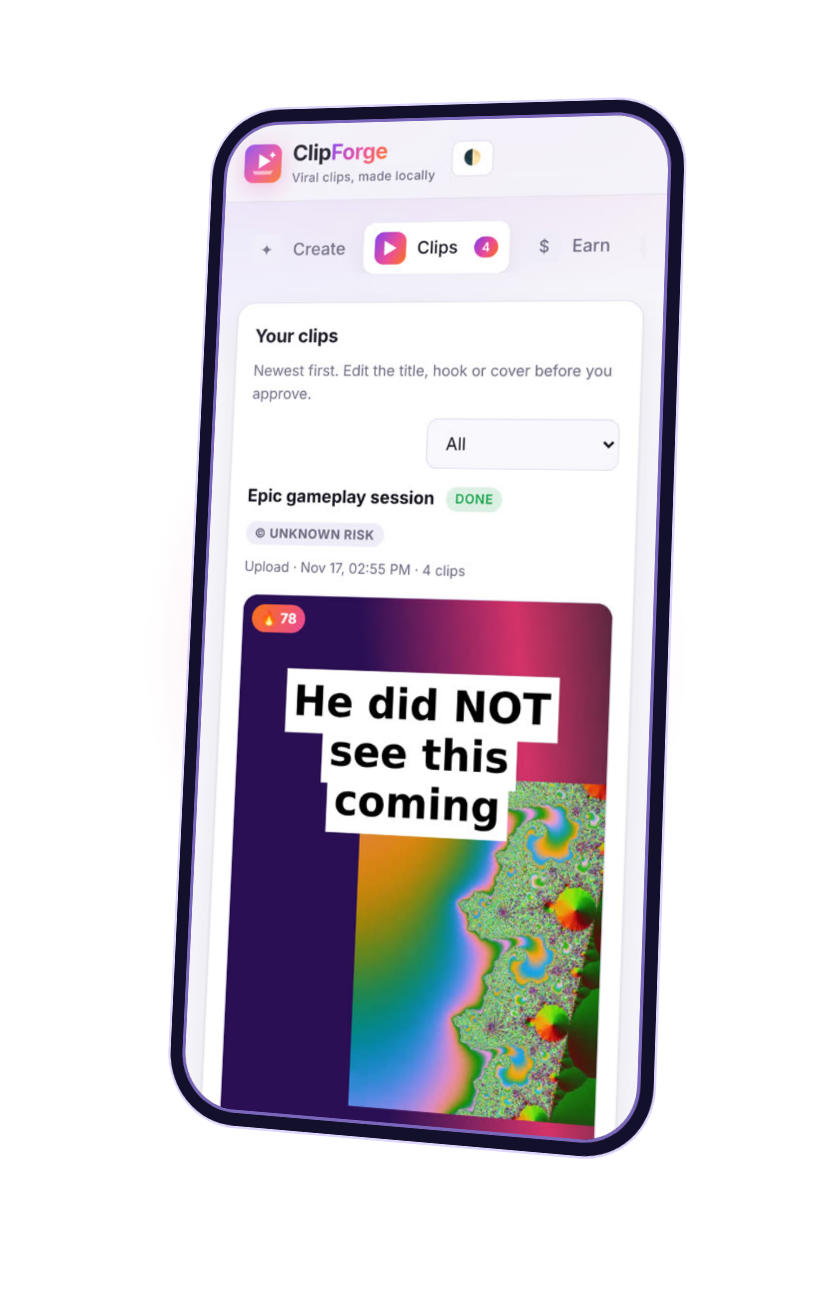 ClipForge
Viral clips, made locally
Create
Clips 4
$ Earn
Your clips
Newest first. Edit the title, hook or cover before you
approve.
All
Epic gameplay session DONE
© UNKNOWN RISK
Upload · Nov 17, 02:55 PM · 4 clips
🔥 78
He did NOT
see this
coming